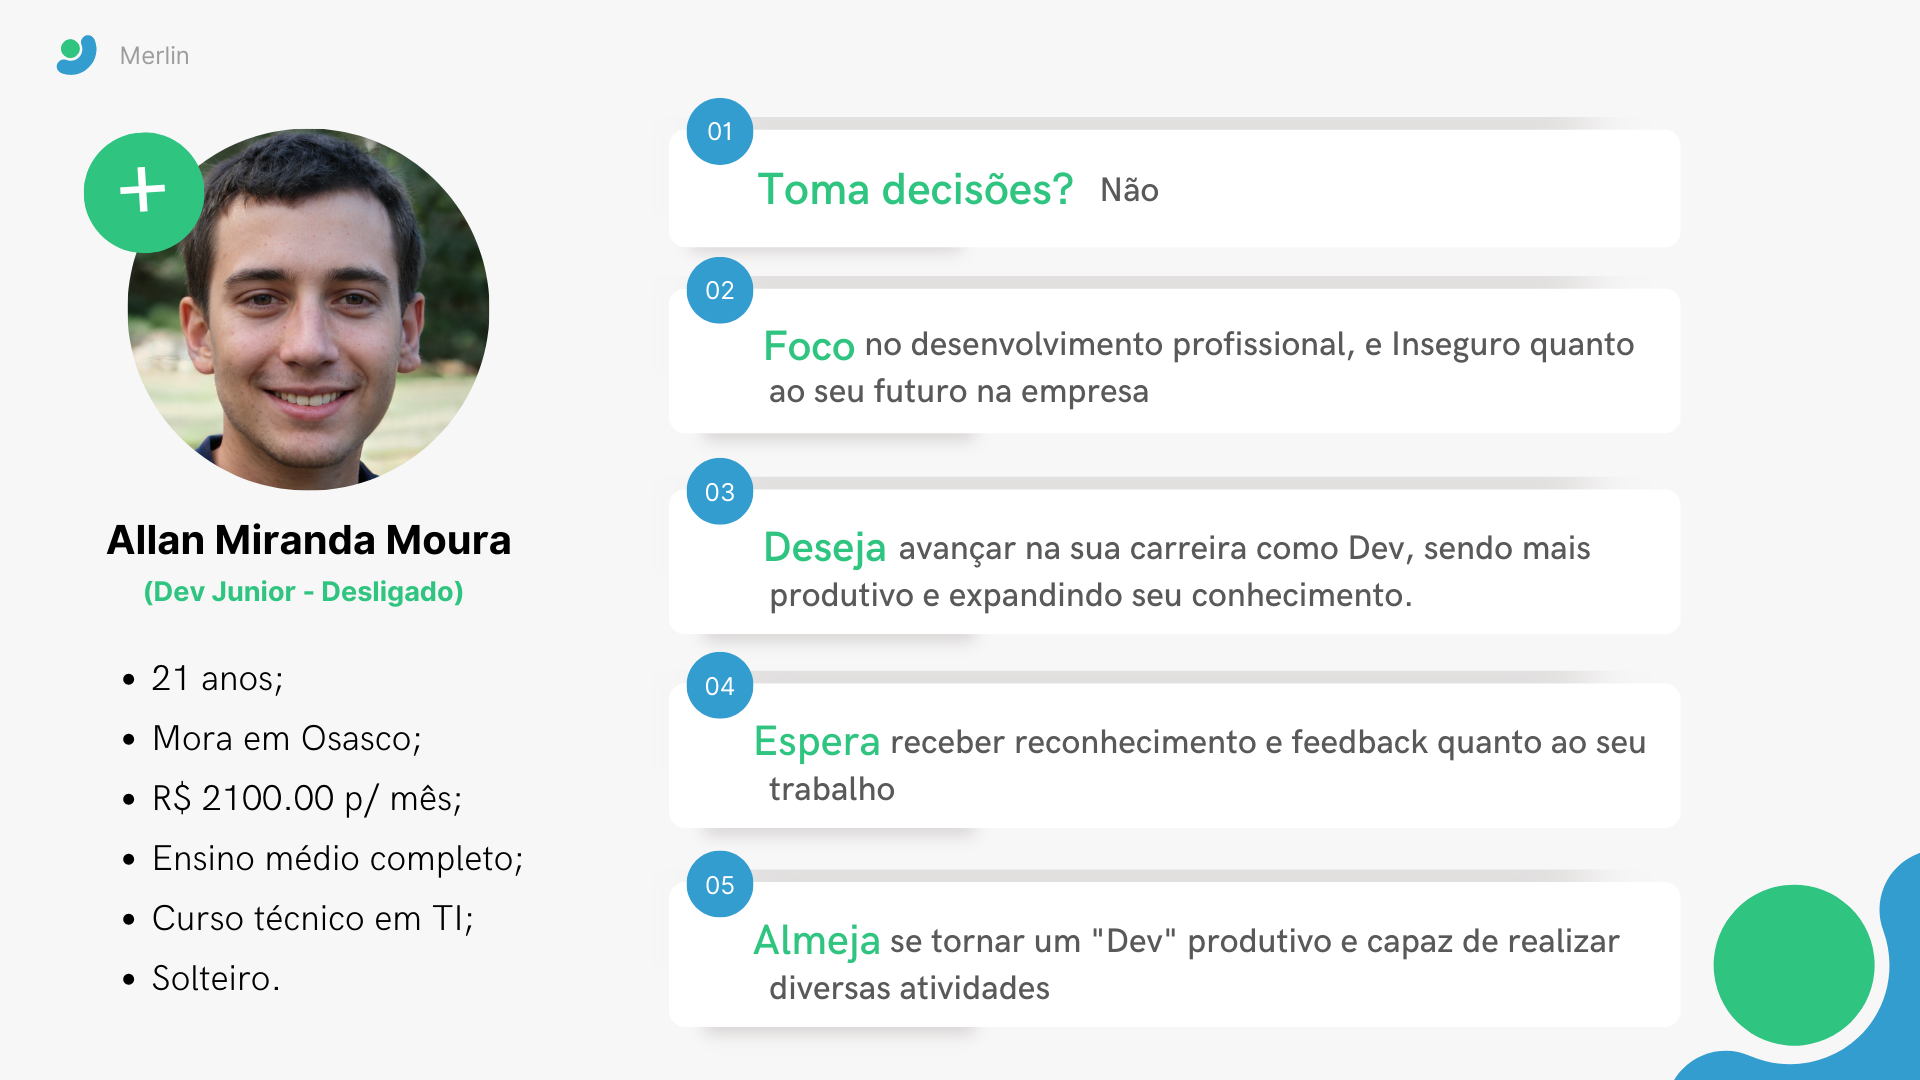 Merlin
Allan Miranda Moura
(Dev Junior - Desligado)
21 anos;
Mora em Osasco;
R$ 2100.00 p/ mês;
Ensino médio completo;
Curso técnico em TI;
Solteiro.
01
Toma decisões? Não
02
Foco no desenvolvimento profissional, e Inseguro quanto
ao seu futuro na empresa
03
Deseja avançar na sua carreira como Dev, sendo mais
produtivo e expandindo seu conhecimento.
04
Espera receber reconhecimento e feedback quanto ao seu
trabalho
05
Almeja se tornar um "Dev" produtivo e capaz de realizar
diversas atividades